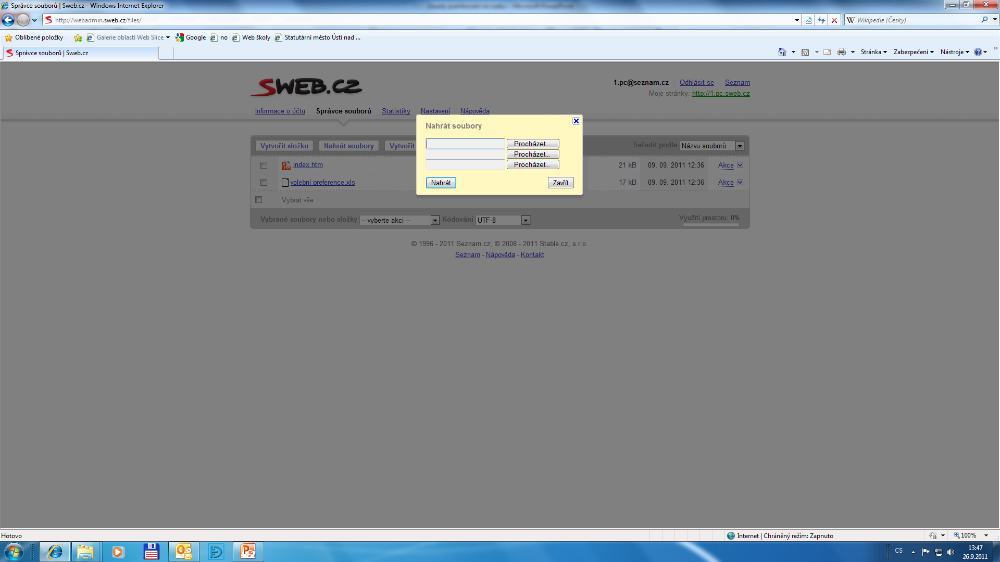 Správce souborů | Sweb.cz - Windows Internet Explorer
http://webadmin.sweb.cz/files/
Wikipedie (Česky)
Oblíbené položky
Galerie oblastí Web Slice
Google
no
Web školy
Statutární město Ústí nad ...
Správce souborů | Sweb.cz
Stránka
Zabezpečení
Nástroje
SWEB.CZ
1.pc@seznam.cz | Odhlásit se | Seznam
Moje stránky: http://1.pc.sweb.cz
Informace o účtu
Správce souborů
Statistiky
Nastavení
Nápověda
Nahrát soubory
Procházet...
Procházet...
Procházet...
Nahrát
Zavřít
Vytvořit složku
Nahrát soubory
Vytvořit
Seřadit podle Názvu souborů
index.htm 21 kB 09. 09. 2011 12:36 Akce
volební preference.xls 17 kB 09. 09. 2011 12:36 Akce
Vybrat vše
Vybrané soubory nebo složky -- vyberte akci -- Kódování UTF-8
Využití prostoru: 0%
© 1996 - 2011 Seznam.cz, © 2008 - 2011 Stable.cz, s.r.o.
Seznam - Nápověda - Kontakt
Hotovo
Internet | Chráněný režim: Zapnuto
100%
CS
13:47
26.9.2011